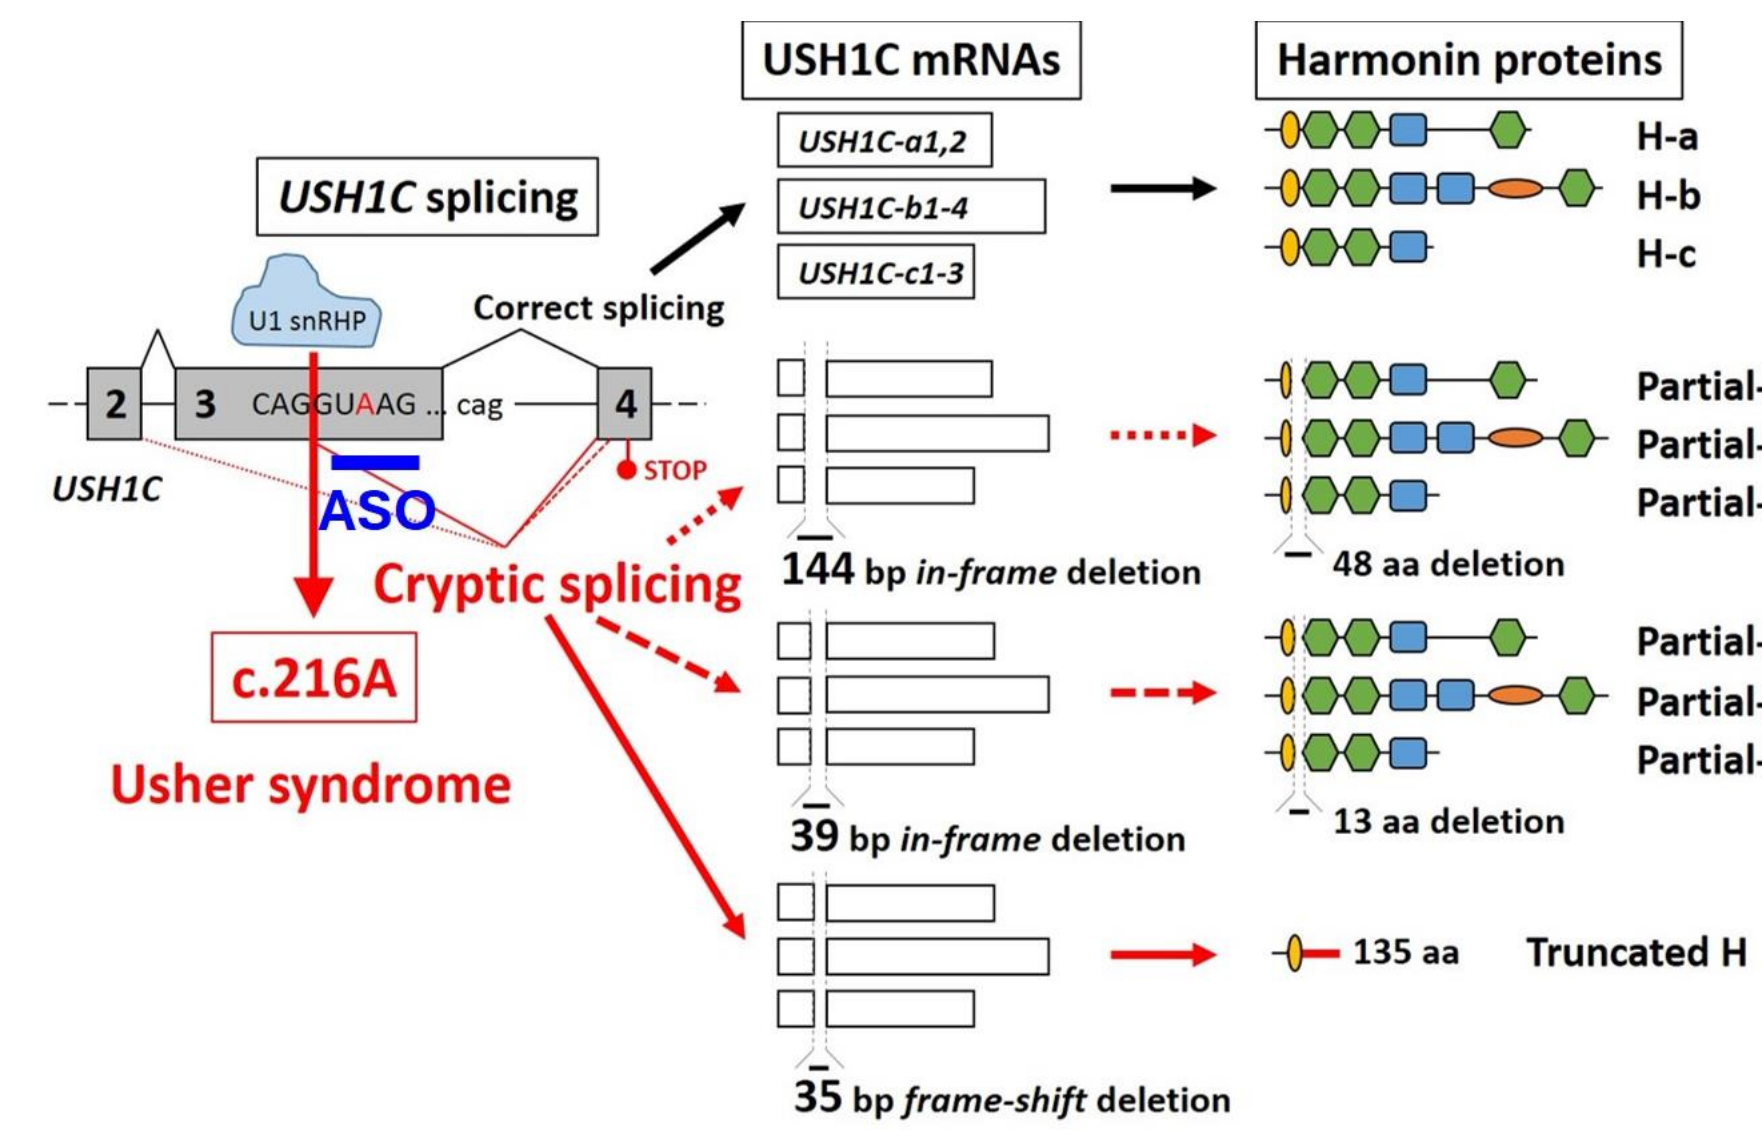 USH1C mRNAs
Harmonin proteins
USH1C splicing
U1 snRHP
Correct splicing
2
3
CAGGUAAG ... cag
4
STOP
USH1C
ASO
Cryptic splicing
c.216A
Usher syndrome
USH1C-a1,2
USH1C-b1-4
USH1C-c1-3
H-a
H-b
H-c
Partial-
Partial-
Partial-
144 bp in-frame deletion
48 aa deletion
Partial-
Partial-
Partial-
39 bp in-frame deletion
13 aa deletion
135 aa
Truncated H
35 bp frame-shift deletion